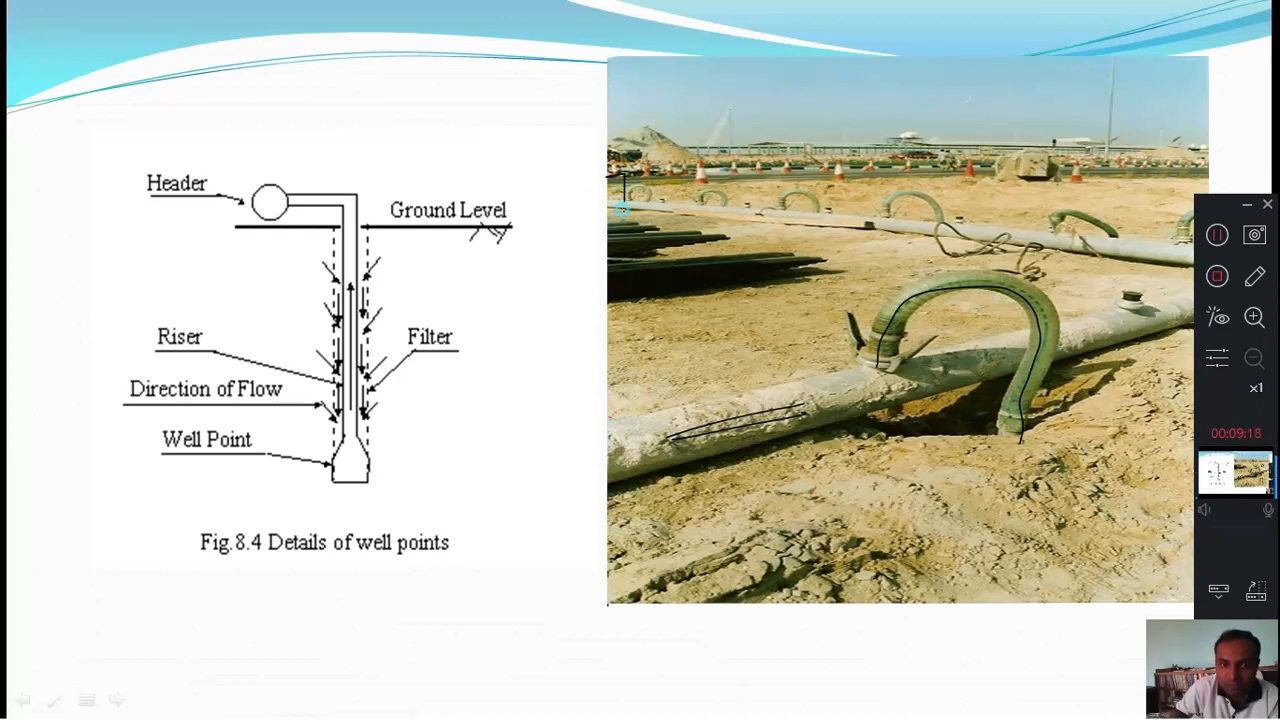 Header
Ground Level
Riser
Filter
Direction of Flow
Well Point
Fig.8.4 Details of well points
×1
00:09:18